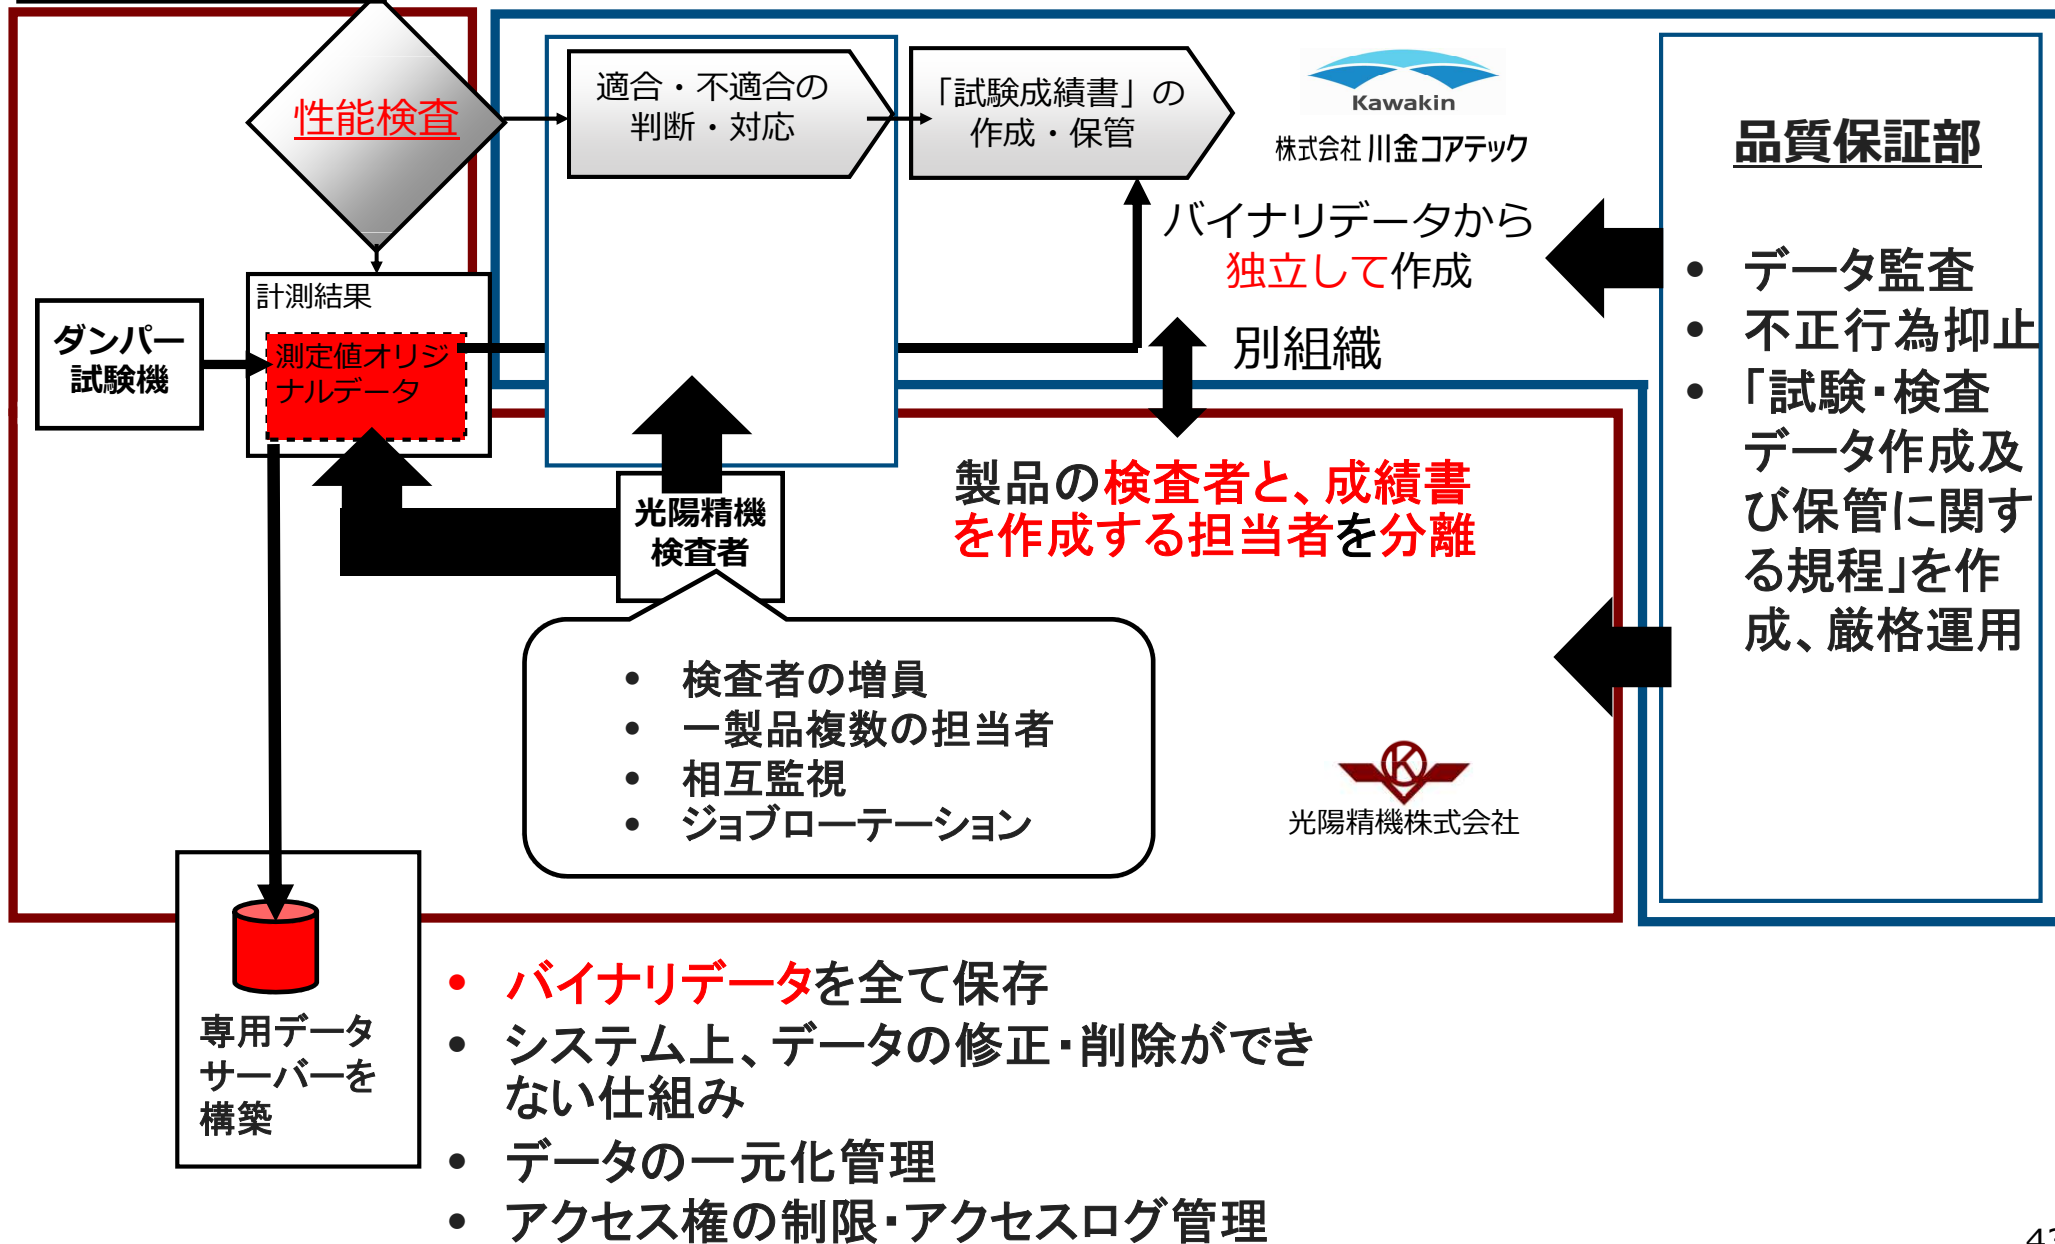 性能検査
適合・不適合の
判断・対応
「試験成績書」の
作成・保管
Kawakin
株式会社 川金コアテック
バイナリデータから
独立して作成
別組織
品質保証部
• データ監査
• 不正行為抑止
• 「試験・検査
データ作成及
び保管に関す
る規程」を作
成、厳格運用
計測結果
ダンパー
試験機
測定値オリジ
ナルデータ
光陽精機
検査者
製品の検査者と、成績書
を作成する担当者を分離
• 検査者の増員
• 一製品複数の担当者
• 相互監視
• ジョブローテーション
K
光陽精機株式会社
専用データ
サーバーを
構築
• バイナリデータを全て保存
• システム上、データの修正・削除ができ
ない仕組み
• データの一元化管理
• アクセス権の制限・アクセスログ管理